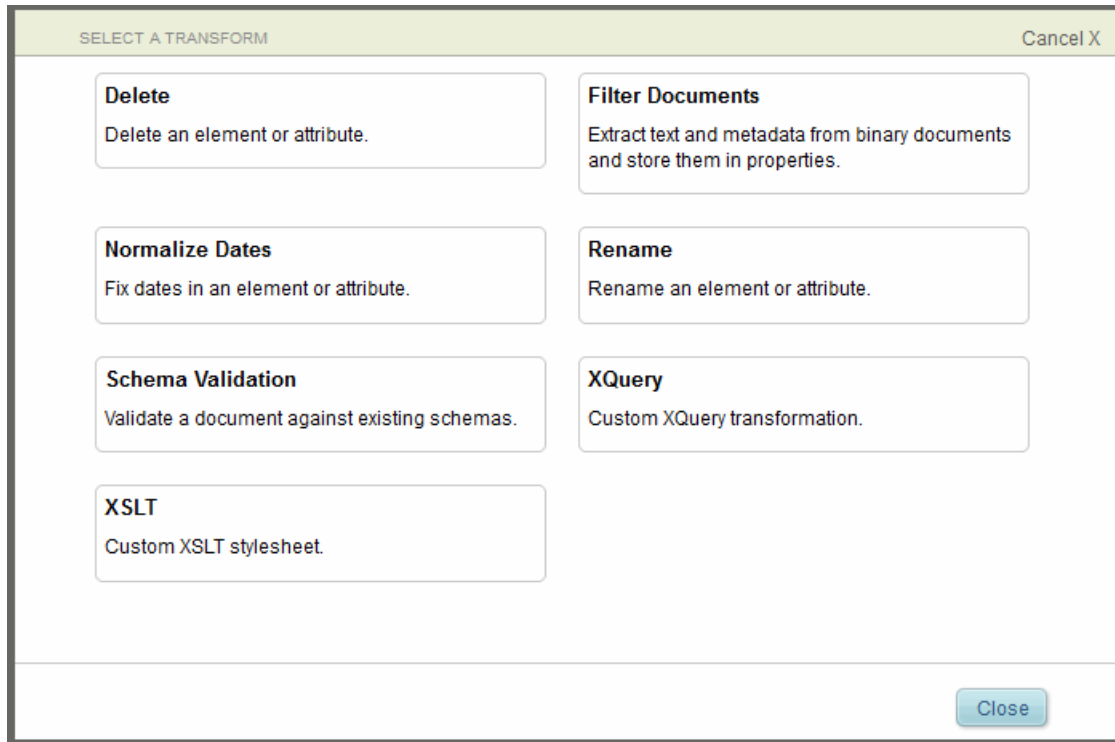 SELECT A TRANSFORM
Cancel X
Delete
Delete an element or attribute.
Filter Documents
Extract text and metadata from binary documents
and store them in properties.
Normalize Dates
Fix dates in an element or attribute.
Rename
Rename an element or attribute.
Schema Validation
Validate a document against existing schemas.
XQuery
Custom XQuery transformation.
XSLT
Custom XSLT stylesheet.
Close